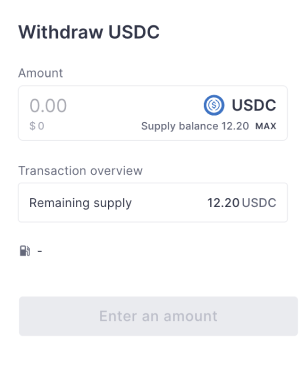 Withdraw USDC
Amount
0.00 USDC
$0 Supply balance 12.20 MAX
Transaction overview
Remaining supply 12.20 USDC
-
Enter an amount